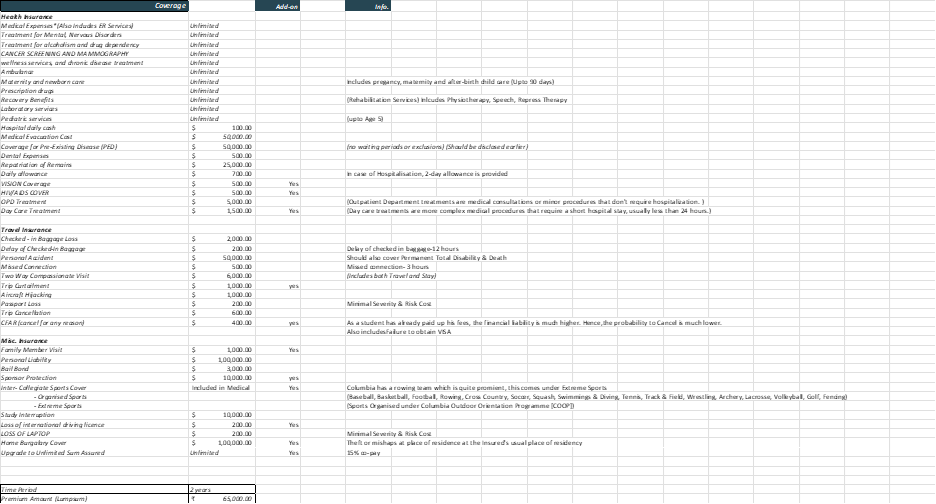 Coverage Add-on Info.
Health Insurance
Medical Expenses*(Also Includes ER Services) Unlimited
Treatment for Mental, Nervous Disorders Unlimited
Treatment for alcoholism and drug dependency Unlimited
CANCER SCREENING AND MAMMOGRAPHY Unlimited
wellness services, and chronic disease treatment Unlimited
Ambulance Unlimited
Maternity and newborn care Unlimited Includes pregancy, maternity and after-birth child care (Upto 90 days)
Prescription drugs Unlimited
Recovery Benefits Unlimited (Rehabilitation Services) Inlcudes Physiotherapy, Speech, Repress Therapy
Laboratory services Unlimited
Pediatric services Unlimited (upto Age 5)
Hospital daily cash $ 100.00
Medical Evacuation Cost $ 50,000.00
Coverage for Pre-Existing Disease (PED) $ 50,000.00 (no waiting periods or exclusions) (Should be disclosed earlier)
Dental Expenses $ 500.00
Repatriation of Remains $ 25,000.00
Daily allowance $ 700.00 In case of Hospitalisation, 2-day allowance is provided
VISION Coverage $ 500.00 Yes
HIV/AIDS COVER $ 500.00 Yes
OPD Treatment $ 5,000.00 (Outpatient Department treatments are medical consultations or minor procedures that don't require hospitalization. )
Day Care Treatment $ 1,500.00 Yes (Day care treatments are more complex medical procedures that require a short hospital stay, usually less than 24 hours.)
Travel Insurance
Checked - in Baggage Loss $ 2,000.00
Delay of Checked-In Baggage $ 200.00 Delay of checked in baggage-12 hours
Personal Accident $ 50,000.00 Should also cover Permanent Total Disability & Death
Missed Connection $ 500.00 Missed connection- 3 hours
Two Way Compassionate Visit $ 6,000.00 (Includes both Travel and Stay)
Trip Curtailment $ 1,000.00 yes
Aircraft Hijacking $ 1,000.00
Passport Loss $ 200.00 Minimal Severity & Risk Cost
Trip Cancellation $ 600.00
CFAR (cancel for any reason) $ 400.00 yes As a student has already paid up his fees, the financial liability is much higher. Hence,the probability to Cancel is much lower.
Also includes Failure to obtain VISA
Misc. Insurance
Family Member Visit $ 1,000.00 Yes
Personal Liability $ 1,00,000.00
Bail Bond $ 3,000.00
Sponsor Protection $ 10,000.00 yes
Inter- Collegiate Sports Cover Included in Medical Yes Columbia has a rowing team which is quite promient, this comes under Extreme Sports
- Organised Sports (Baseball, Basketball, Football, Rowing, Cross Country, Soccer, Squash, Swimmings & Diving, Tennis, Track & Field, Wrestling, Archery, Lacrosse, Volleyball, Golf, Fencing)
- Extreme Sports (Sports Organised under Columbia Outdoor Orientation Programme [COOP])
Study Interruption $ 10,000.00
Loss of international driving licence $ 200.00 Yes
LOSS OF LAPTOP $ 200.00 Minimal Severity & Risk Cost
Home Burgalary Cover $ 1,00,000.00 Yes Theft or mishaps at place of residence at the Insured's usual place of residency
Upgrade to Unlimited Sum Assured Unlimited Yes 15% co-pay
Time Period 2 years
Premium Amount (Lumpsum) ₹ 65,000.00